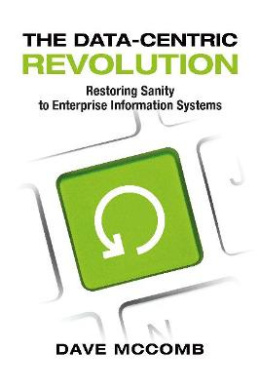 THE DATA-CENTRIC
REVOLUTION
Restoring Sanity
to Enterprise Information Systems
N
DAVE MCCOMB